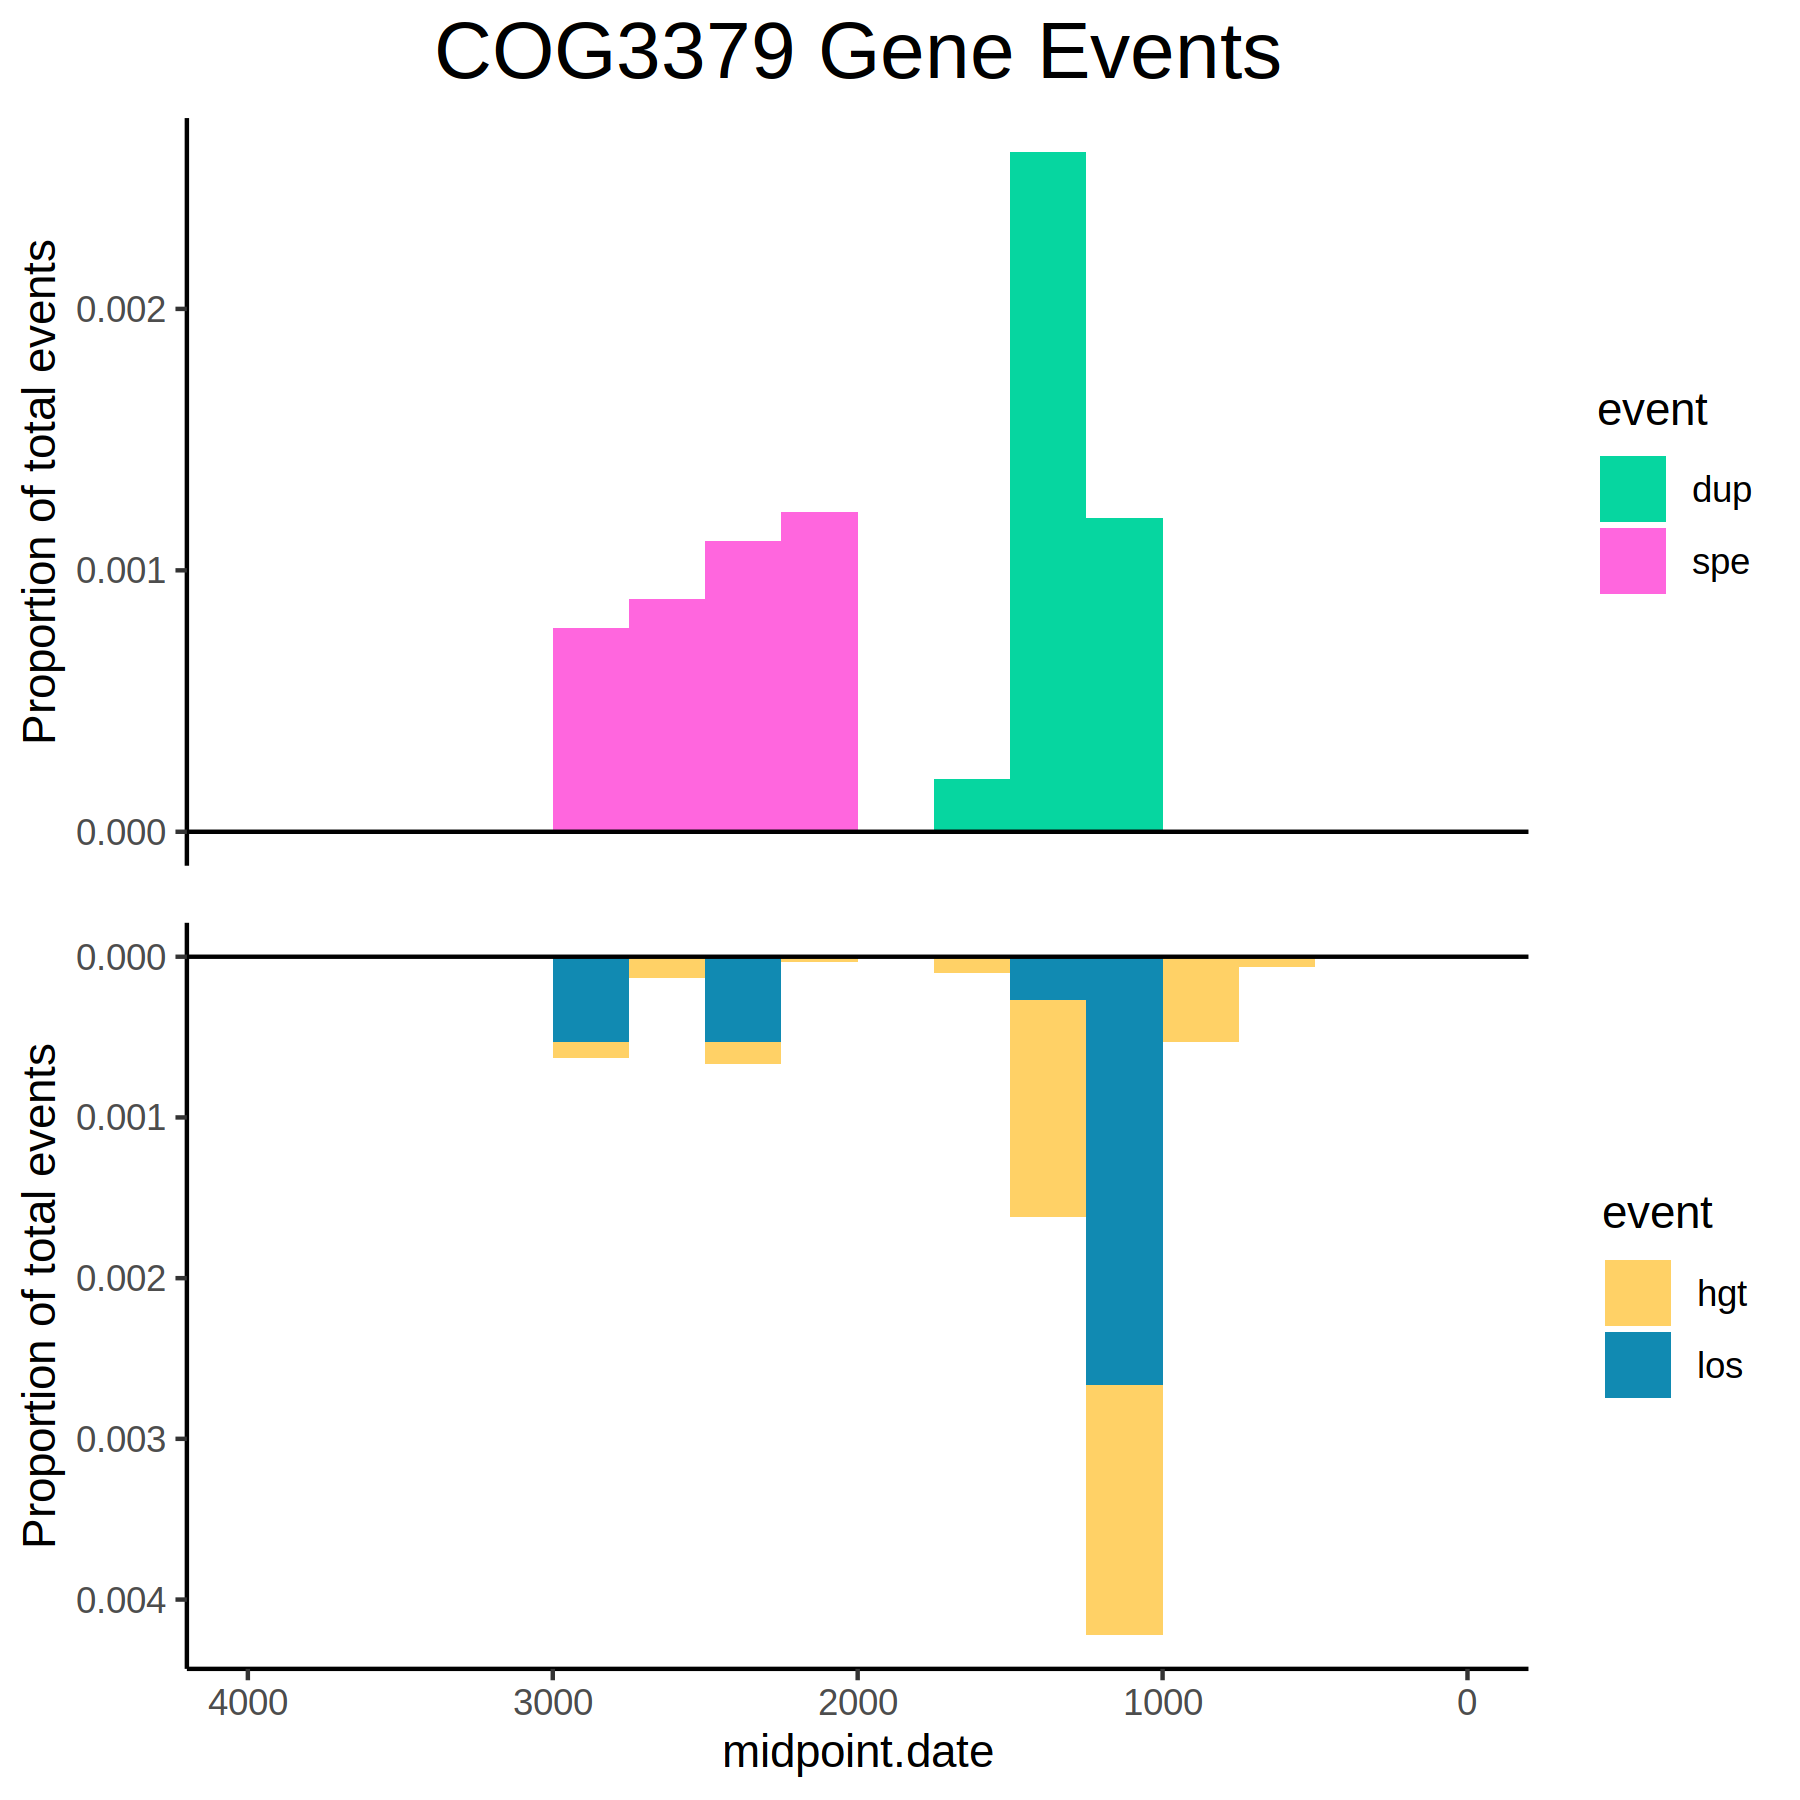 COG3379 Gene Events
Proportion of total events
0.002
0.001
0.000
event
dup
spe
Proportion of total events
0.000
0.001
0.002
0.003
0.004
event
hgt
los
4000 3000 2000 1000 0
midpoint.date